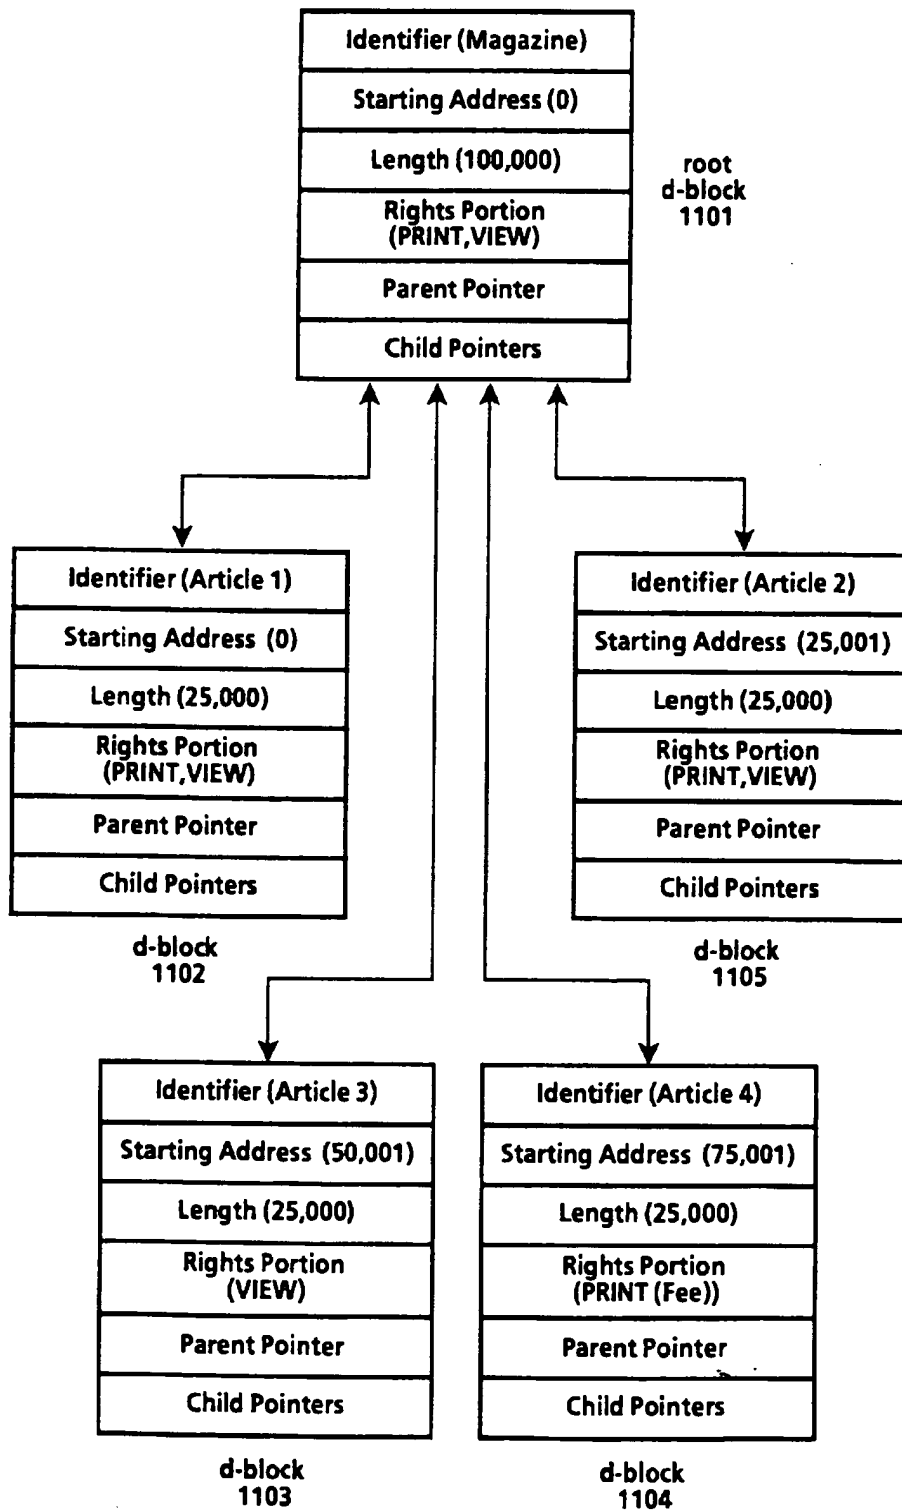 Identifier (Magazine)
Starting Address (0)
Length (100,000)
Rights Portion
(PRINT,VIEW)
Parent Pointer
Child Pointers
root
d-block
1101
Identifier (Article 1)
Starting Address (0)
Length (25,000)
Rights Portion
(PRINT,VIEW)
Parent Pointer
Child Pointers
d-block
1102
Identifier (Article 2)
Starting Address (25,001)
Length (25,000)
Rights Portion
(PRINT,VIEW)
Parent Pointer
Child Pointers
d-block
1105
Identifier (Article 3)
Starting Address (50,001)
Length (25,000)
Rights Portion
(VIEW)
Parent Pointer
Child Pointers
d-block
1103
Identifier (Article 4)
Starting Address (75,001)
Length (25,000)
Rights Portion
(PRINT (Fee))
Parent Pointer
Child Pointers
d-block
1104